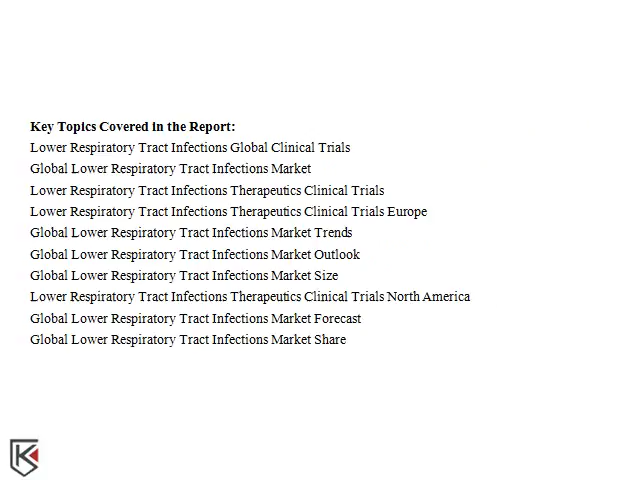 Key Topics Covered in the Report:
Lower Respiratory Tract Infections Global Clinical Trials
Global Lower Respiratory Tract Infections Market
Lower Respiratory Tract Infections Therapeutics Clinical Trials
Lower Respiratory Tract Infections Therapeutics Clinical Trials Europe
Global Lower Respiratory Tract Infections Market Trends
Global Lower Respiratory Tract Infections Market Outlook
Global Lower Respiratory Tract Infections Market Size
Lower Respiratory Tract Infections Therapeutics Clinical Trials North America
Global Lower Respiratory Tract Infections Market Forecast
Global Lower Respiratory Tract Infections Market Share